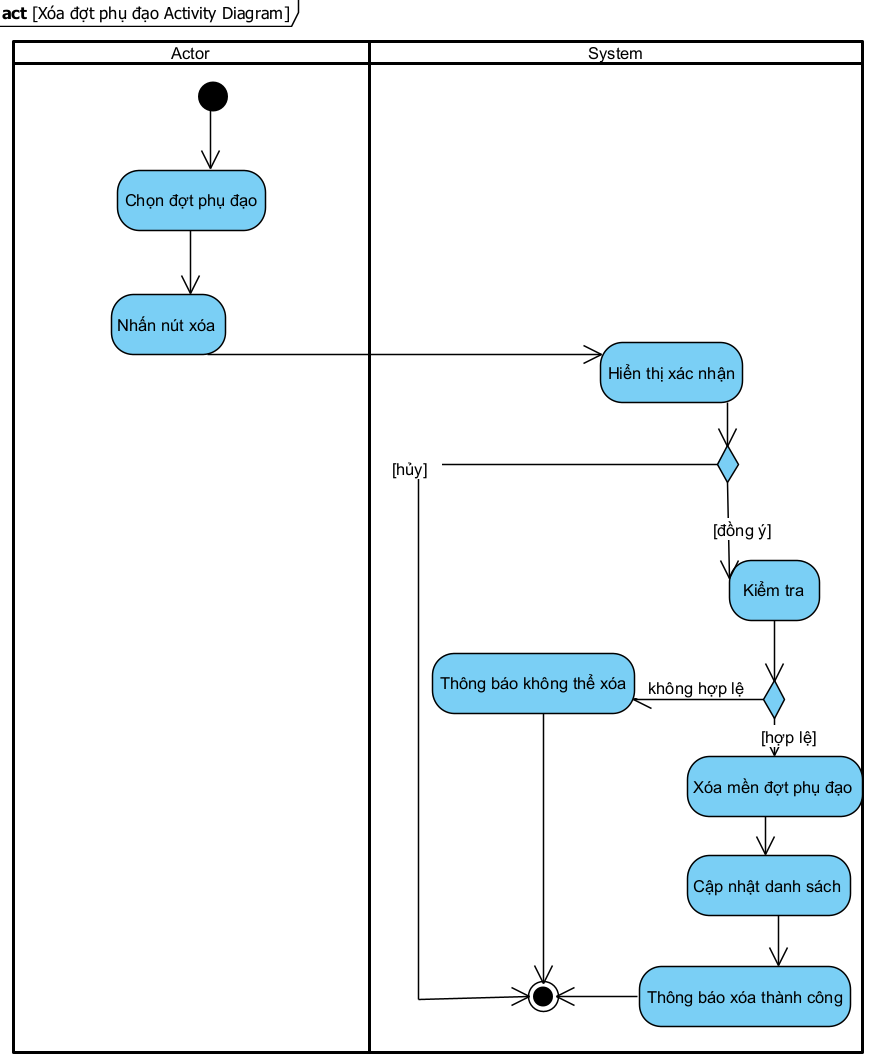 act [Xóa đợt phụ đạo Activity Diagram]
Actor
System
Chọn đợt phụ đạo
Nhấn nút xóa
Hiển thị xác nhận
[hủy]
[đồng ý]
Kiểm tra
Thông báo không thể xóa
không hợp lệ
[hợp lệ]
Xóa mền đợt phụ đạo
Cập nhật danh sách
Thông báo xóa thành công